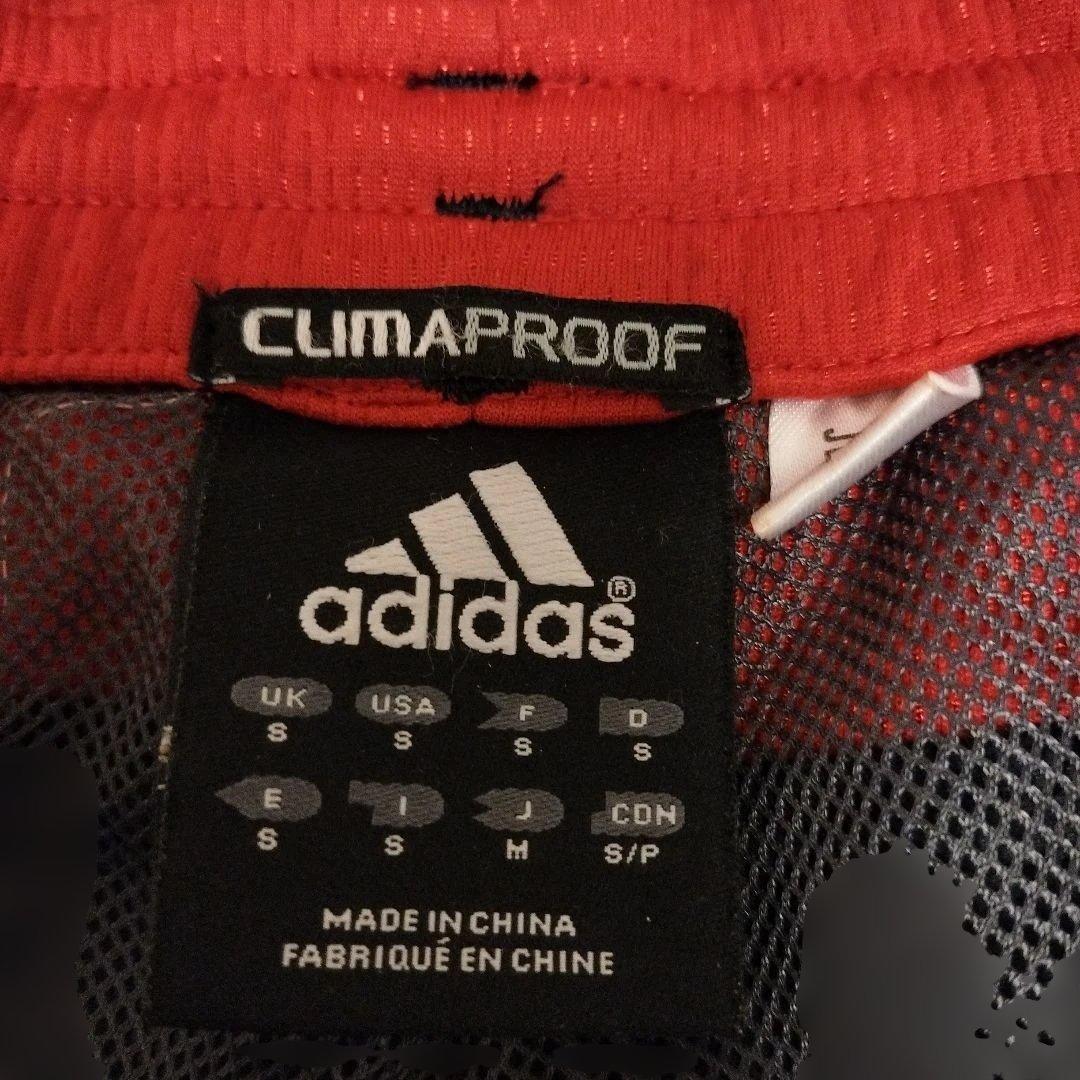 CLIMAPROOF
adidas ®
UK USA F D
S S S S
E I J CDN
S S M S/P
MADE IN CHINA
FABRIQUÉ EN CHINE